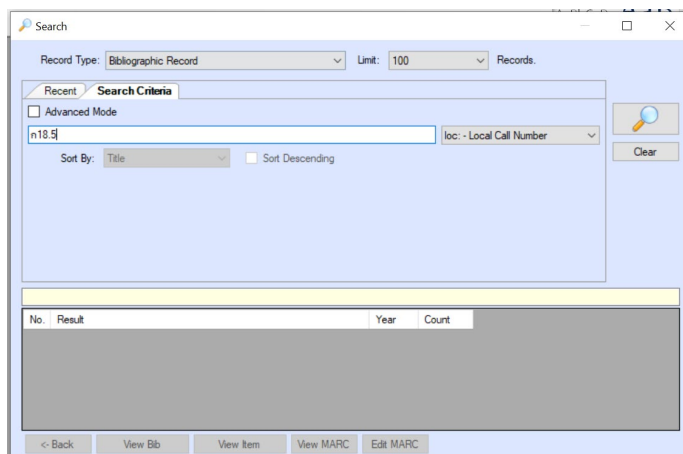 Search
Record Type: Bibliographic Record Limit: 100 Records.
Recent Search Criteria
Advanced Mode
n18.5 loc: - Local Call Number
Sort By: Title Sort Descending Clear
No. Result Year Count
<- Back View Bib View Item View MARC Edit MARC